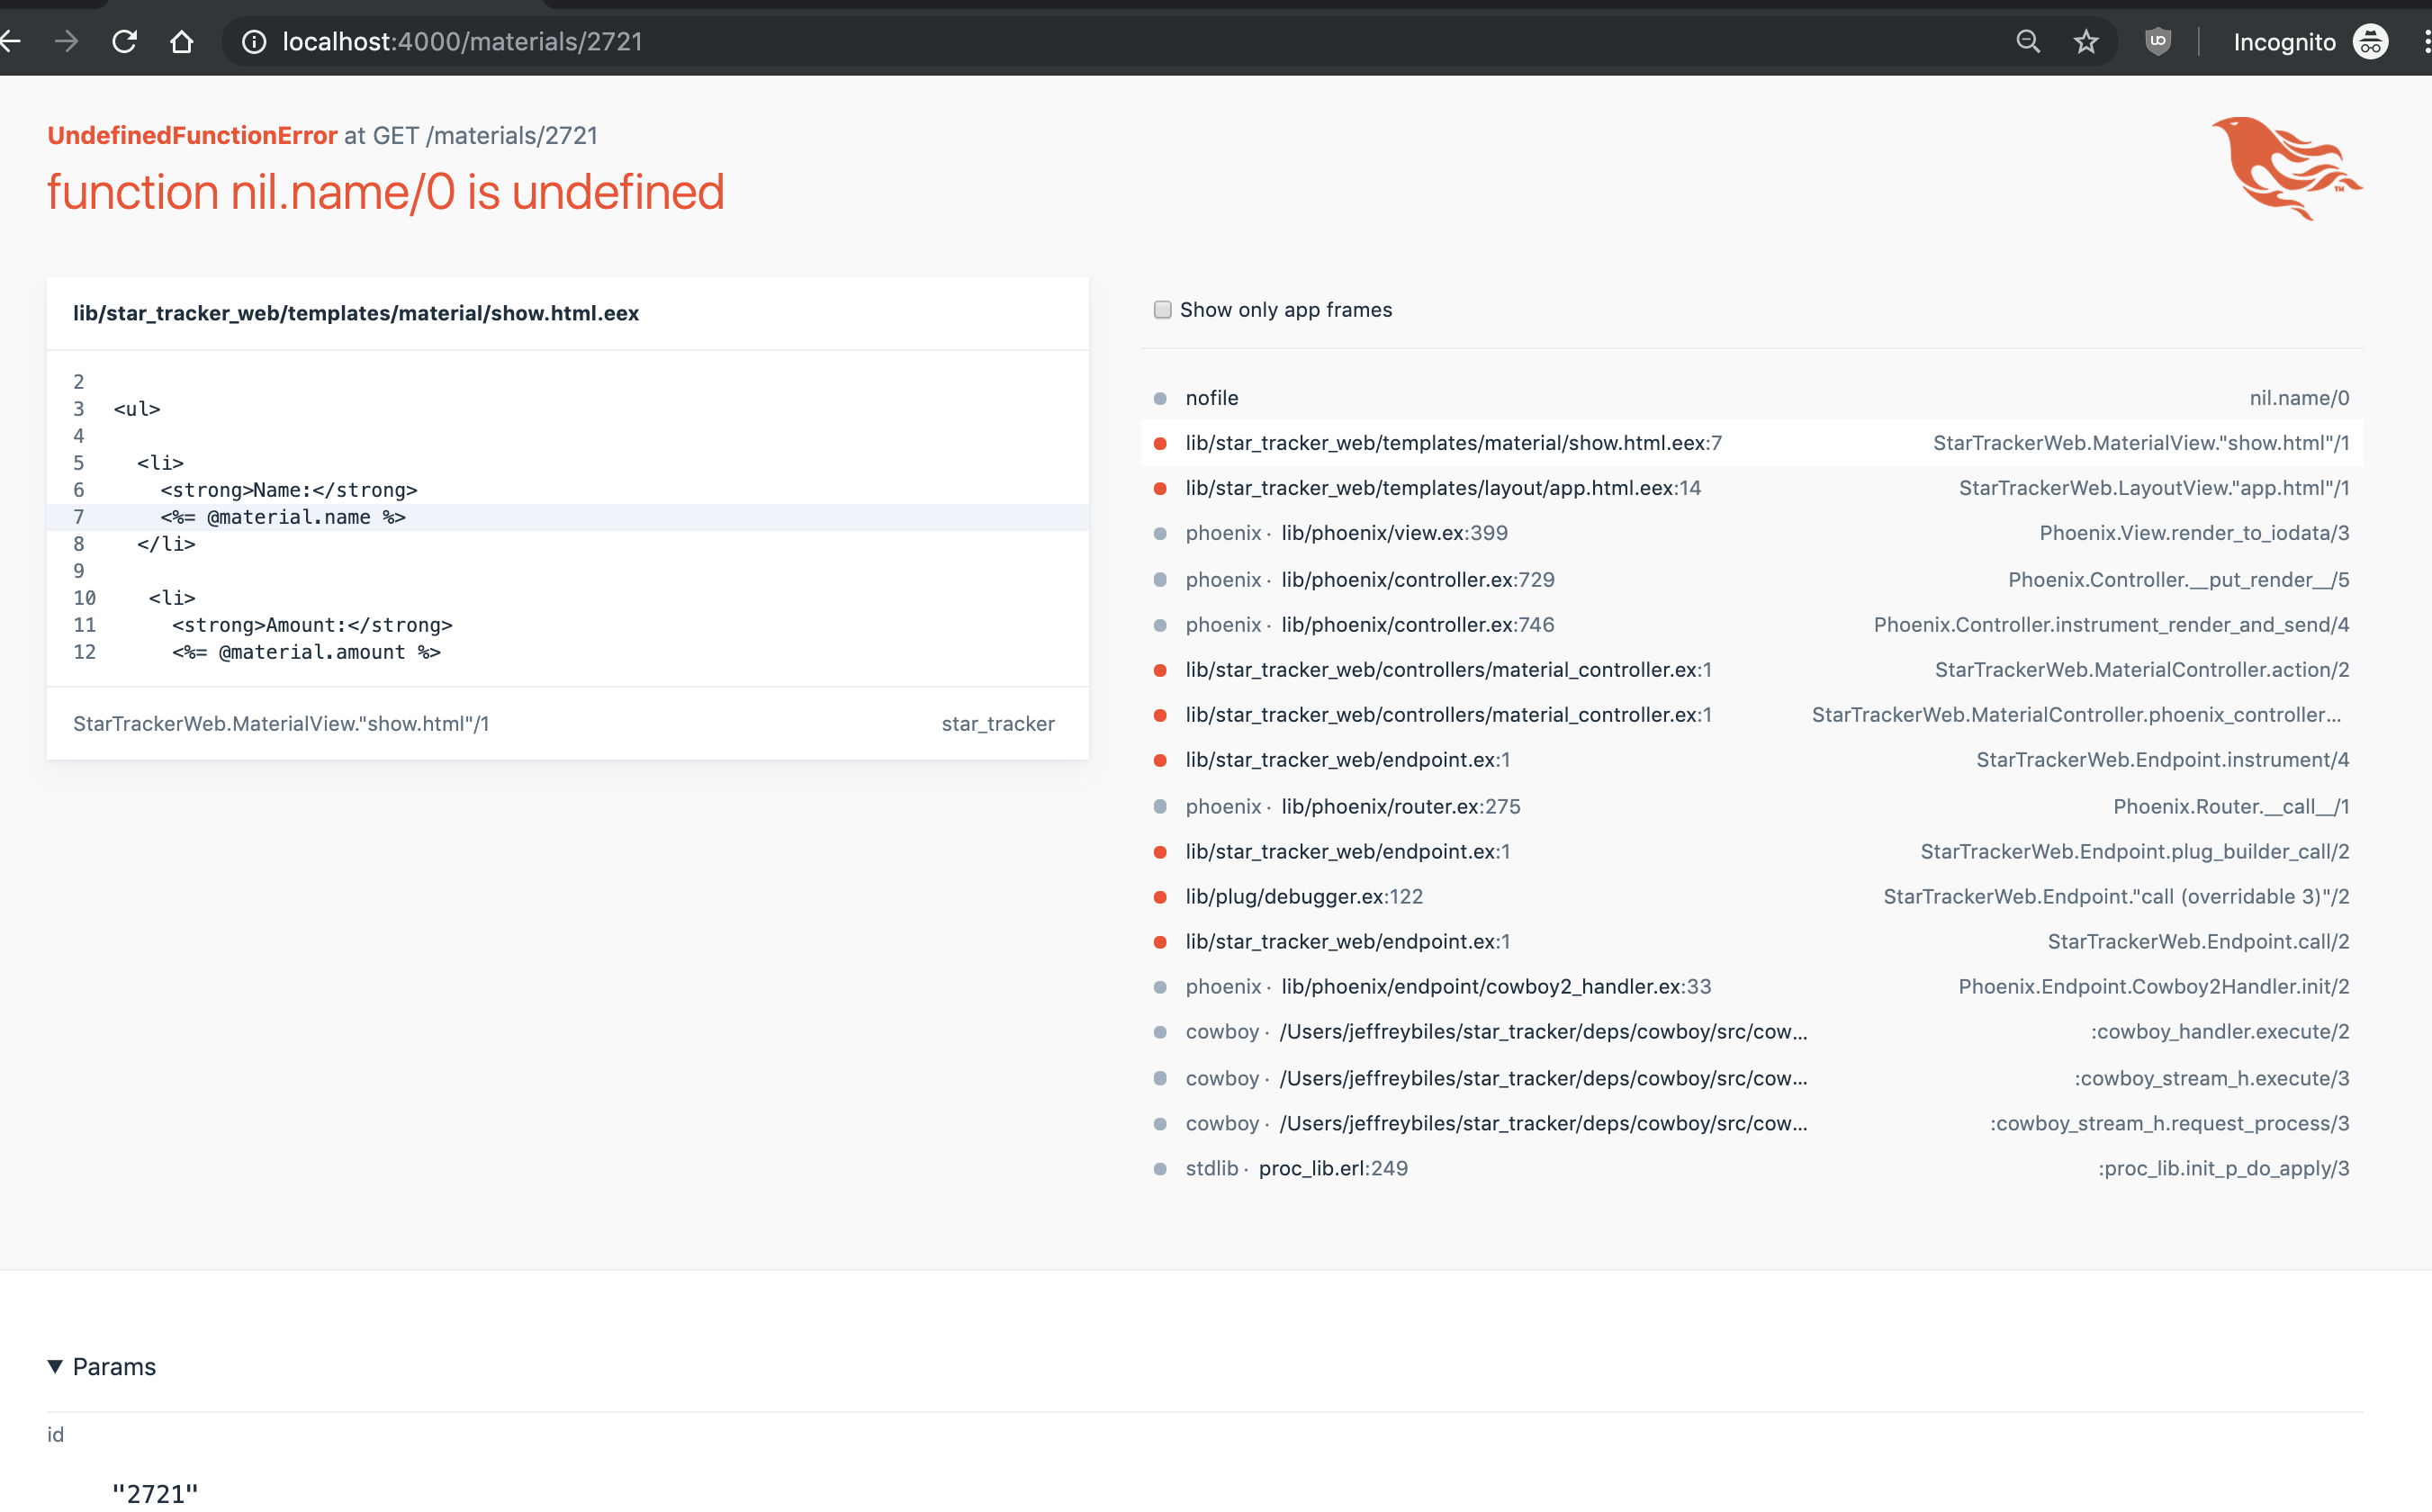 localhost:4000/materials/2721
Incognito
UndefinedFunctionError at GET /materials/2721
function nil.name/0 is undefined
TM
lib/star_tracker_web/templates/material/show.html.eex
2
3 <ul>
4
5 <li>
6 <strong>Name:</strong>
7 <%= @material.name %>
8 </li>
9
10 <li>
11 <strong>Amount:</strong>
12 <%= @material.amount %>
StarTrackerWeb.MaterialView."show.html"/1 star_tracker
Show only app frames
nofile nil.name/0
lib/star_tracker_web/templates/material/show.html.eex:7 StarTrackerWeb.MaterialView."show.html"/1
lib/star_tracker_web/templates/layout/app.html.eex:14 StarTrackerWeb.LayoutView."app.html"/1
phoenix · lib/phoenix/view.ex:399 Phoenix.View.render_to_iodata/3
phoenix · lib/phoenix/controller.ex:729 Phoenix.Controller.__put_render__/5
phoenix · lib/phoenix/controller.ex:746 Phoenix.Controller.instrument_render_and_send/4
lib/star_tracker_web/controllers/material_controller.ex:1 StarTrackerWeb.MaterialController.action/2
lib/star_tracker_web/controllers/material_controller.ex:1 StarTrackerWeb.MaterialController.phoenix_controller...
lib/star_tracker_web/endpoint.ex:1 StarTrackerWeb.Endpoint.instrument/4
phoenix · lib/phoenix/router.ex:275 Phoenix.Router.__call__/1
lib/star_tracker_web/endpoint.ex:1 StarTrackerWeb.Endpoint.plug_builder_call/2
lib/plug/debugger.ex:122 StarTrackerWeb.Endpoint."call (overridable 3)"/2
lib/star_tracker_web/endpoint.ex:1 StarTrackerWeb.Endpoint.call/2
phoenix · lib/phoenix/endpoint/cowboy2_handler.ex:33 Phoenix.Endpoint.Cowboy2Handler.init/2
cowboy · /Users/jeffreybiles/star_tracker/deps/cowboy/src/cow... :cowboy_handler.execute/2
cowboy · /Users/jeffreybiles/star_tracker/deps/cowboy/src/cow... :cowboy_stream_h.execute/3
cowboy · /Users/jeffreybiles/star_tracker/deps/cowboy/src/cow... :cowboy_stream_h.request_process/3
stdlib · proc_lib.erl:249 :proc_lib.init_p_do_apply/3
Params
id
"2721"